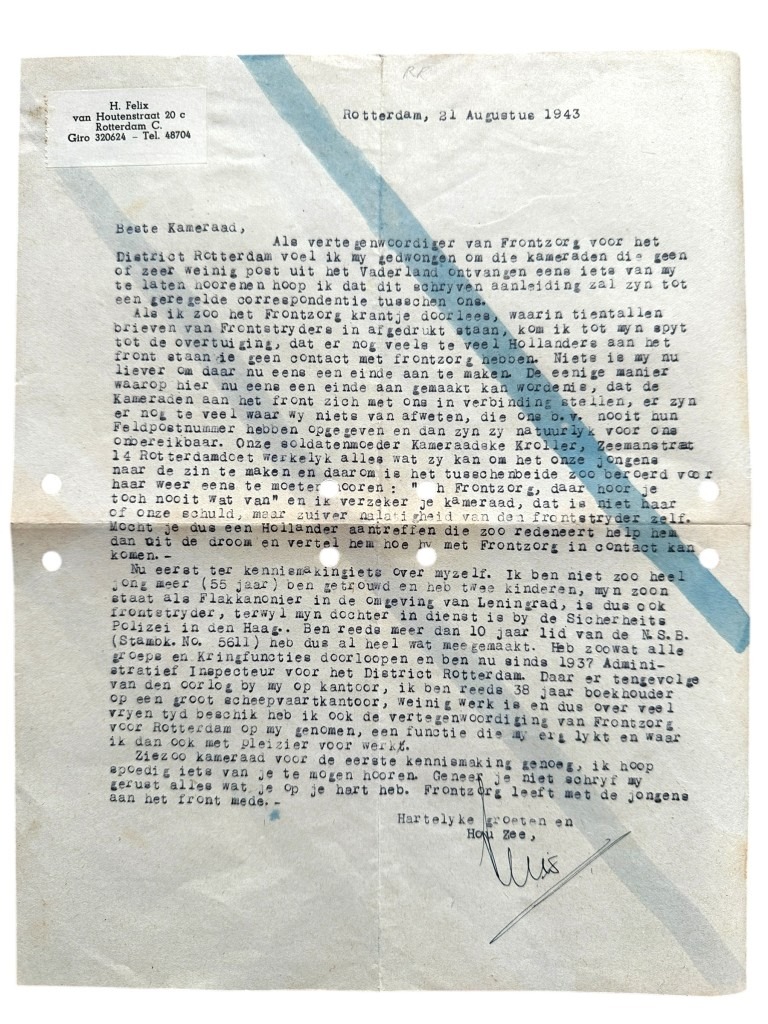 RK
H. Felix
van Houtenstraat 20 c
Rotterdam C.
Giro 320624 - Tel. 48704
Rotterdam, 21 Augustus 1943
Beste Kameraad,
Als vertegenwoordiger van Frontzorg voor het
District Rotterdam voel ik my gedwongen om die kameraden die geen
of zeer weinig post uit het Vaderland ontvangen eens iets van my
te laten hoorenen hoop ik dat dit schryven aanleiding zal zyn tot
een geregelde correspondentie tusschen ons.
Als ik zoo het Frontzorg krantje doorlees, waarin tientallen
brieven van Frontstryders in afgedrukt staan, kom ik tot myn spyt
tot de overtuiging, dat er nog veels te veel Hollanders aan het
front staan ie geen contact met frontzorg hebben. Niets is my nu
liever om daar nu eens een einde aan te maken. De eenige manier
waarop hier nu eens een einde aan gemaakt kan wordenis, dat de
Kameraden aan het front zich met ons in verbinding stellen, er zyn
er nog te veel waar wy niets van afweten, die ons b.v. nooit hun
Feldpostnummer hebben opgegeven en dan zyn zy natuurlyk voor ons
onbereikbaar. Onze soldatenmoeder Kameraadske Kroller, Zeemanstraat
14 Rotterdamdoet werkelyk alles wat zy kan om het onze jongens
naar de zin te maken en daarom is het tusschenbeide zoo beroerd voor
haar weer eens te moeten hooren: " h Frontzorg, daar hoor je
toch nooit wat van" en ik verzeker je kameraad, dat is niet haar
of onze schuld, maar zuiver nalatigheid van den frontstryder zelf.
Mocht je dus een Hollander aantreffen die zoo redeneert help hem
dan uit de droom en vertel hem hoe hy met Frontzorg in contact kan
komen.-
Nu eerst ter kennismakingiets over myzelf. Ik ben niet zoo heel
jong meer (55 jaar) ben getrouwd en heb twee kinderen, myn zoon
staat als Flakkanonier in de omgeving van Leningrad, is dus ook
frontstryder, terwyl myn dochter in dienst is by de Sicherheits
Polizei in den Haag.. Ben reeds meer dan 10 jaar lid van de N.S.B.
(Stambk. No. 5611) heb dus al heel wat meegemaakt. Heb zoowat alle
groeps en Kringfuncties doorloopen en ben nu sinds 1937 Admini-
stratief Inspecteur voor het District Rotterdam. Daar er tengevolge
van den oorlog by my op kantoor, ik ben reeds 38 jaar boekhouder
op een groot scheepvaartkantoor, weinig werk is en dus over veel
vryen tyd beschik heb ik ook de vertegenwoordiging van Frontzorg
voor Rotterdam op my genomen, een functie die my erg lykt en waar
ik dan ook met pleizier voor werk.
Ziezoo kameraad voor de eerste kennismaking genoeg, ik hoop
spoedig iets van je te mogen hooren. Geneer je niet schryf my
gerust alles wat je op je hart heb. Frontzorg leeft met de jongens
aan het front mede.-
Hartelyke groeten en
Hou Zee,